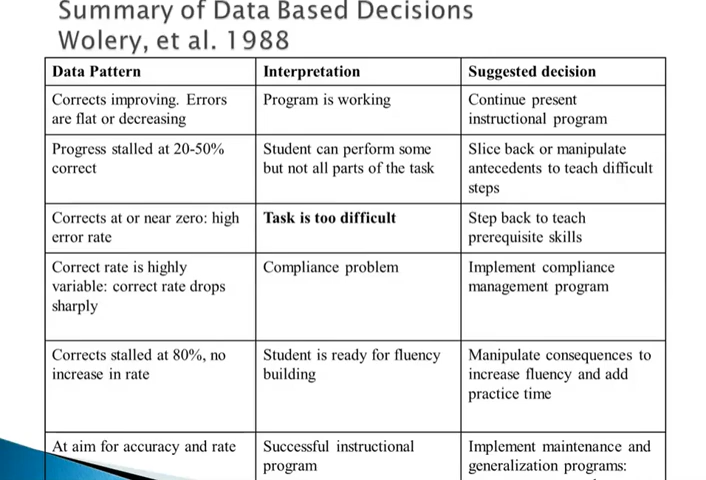 Summary of Data Based Decisions
Wolery, et al. 1988
Data Pattern
Interpretation
Suggested decision
Corrects improving. Errors
are flat or decreasing
Program is working
Continue present
instructional program
Progress stalled at 20-50%
correct
Student can perform some
but not all parts of the task
Slice back or manipulate
antecedents to teach difficult
steps
Corrects at or near zero: high
error rate
Task is too difficult
Step back to teach
prerequisite skills
Correct rate is highly
variable: correct rate drops
sharply
Compliance problem
Implement compliance
management program
Corrects stalled at 80%, no
increase in rate
Student is ready for fluency
building
Manipulate consequences to
increase fluency and add
practice time
At aim for accuracy and rate
Successful instructional
program
Implement maintenance and
generalization programs: